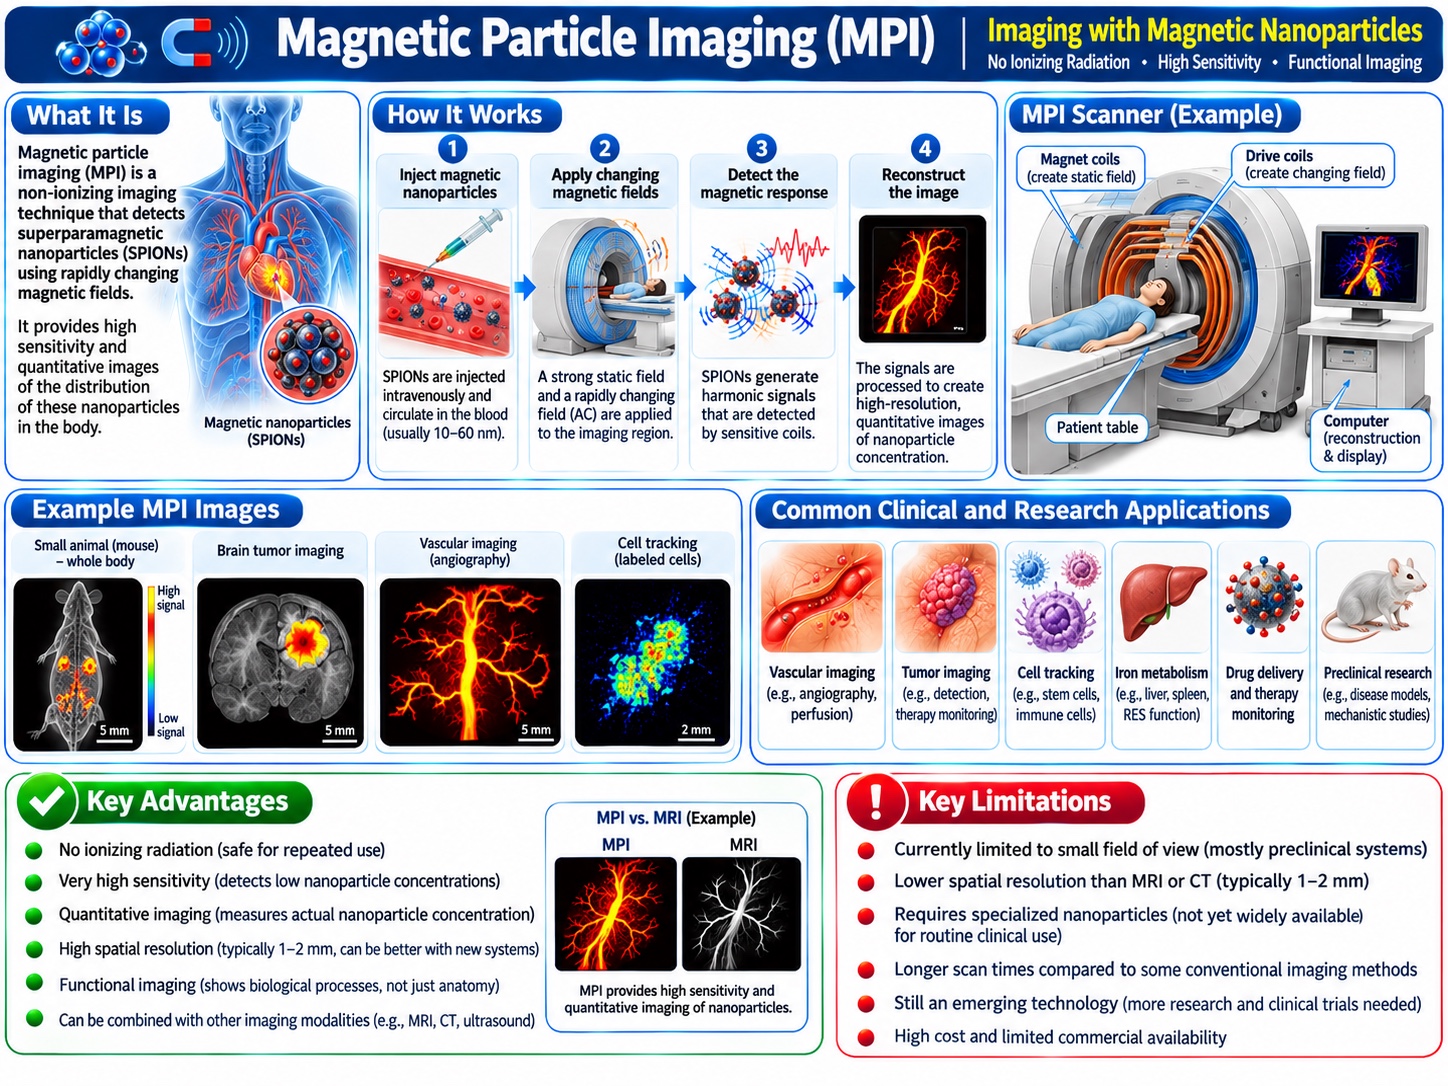 Magnetic Particle Imaging (MPI)
Imaging with Magnetic Nanoparticles
No Ionizing Radiation • High Sensitivity • Functional Imaging
What It Is
Magnetic particle
imaging (MPI) is a
non-ionizing imaging
technique that detects
superparamagnetic
nanoparticles (SPIONs)
using rapidly changing
magnetic fields.
It provides high
sensitivity and
quantitative images
of the distribution
of these nanoparticles
in the body.
Magnetic nanoparticles
(SPIONs)
How It Works
1
Inject magnetic
nanoparticles
SPIONs are injected
intravenously and
circulate in the blood
(usually 10–60 nm).
2
Apply changing
magnetic fields
A strong static field
and a rapidly changing
field (AC) are applied
to the imaging region.
3
Detect the
magnetic response
SPIONs generate
harmonic signals
that are detected
by sensitive coils.
4
Reconstruct
the image
The signals are
processed to create
high-resolution,
quantitative images
of nanoparticle
concentration.
MPI Scanner (Example)
Magnet coils
(create static field)
Drive coils
(create changing field)
Patient table
Computer
(reconstruction
& display)
Example MPI Images
Small animal (mouse)
– whole body
High
signal
Low
signal
5 mm
Brain tumor imaging
5 mm
Vascular imaging
(angiography)
5 mm
Cell tracking
(labeled cells)
2 mm
Common Clinical and Research Applications
Vascular imaging
(e.g., angiography,
perfusion)
Tumor imaging
(e.g., detection,
therapy monitoring)
Cell tracking
(e.g., stem cells,
immune cells)
Iron metabolism
(e.g., liver, spleen,
RES function)
Drug delivery
and therapy
monitoring
Preclinical research
(e.g., disease models,
mechanistic studies)
Key Advantages
No ionizing radiation (safe for repeated use)
Very high sensitivity (detects low nanoparticle concentrations)
Quantitative imaging (measures actual nanoparticle concentration)
High spatial resolution (typically 1–2 mm, can be better with new systems)
Functional imaging (shows biological processes, not just anatomy)
Can be combined with other imaging modalities (e.g., MRI, CT, ultrasound)
MPI vs. MRI (Example)
MPI
MRI
MPI provides high sensitivity and
quantitative imaging of nanoparticles.
Key Limitations
Currently limited to small field of view (mostly preclinical systems)
Lower spatial resolution than MRI or CT (typically 1–2 mm)
Requires specialized nanoparticles (not yet widely available)
for routine clinical use)
Longer scan times compared to some conventional imaging methods
Still an emerging technology (more research and clinical trials needed)
High cost and limited commercial availability